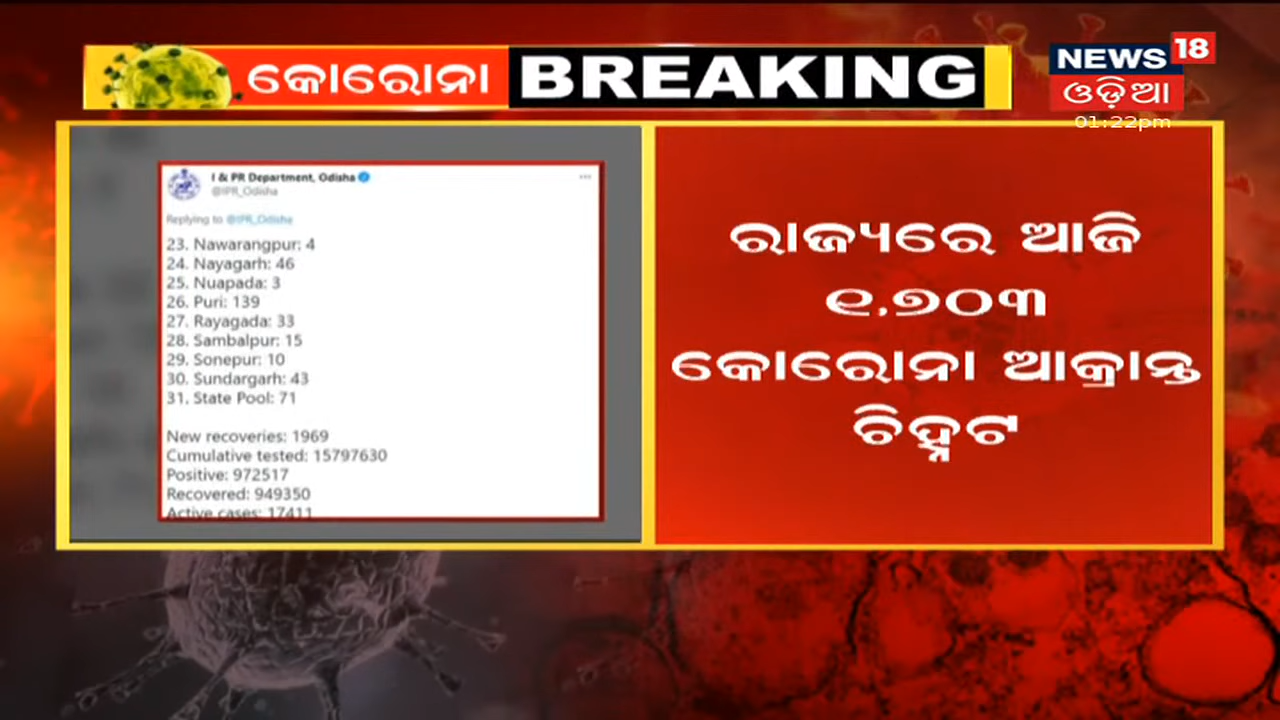 କୋରୋନା BREAKING
NEWS 18
ଓଡ଼ିଆ
01:22pm
I & PR Department, Odisha
@IPR_Odisha
Replying to @IPR_Odisha
23. Nawarangpur: 4
24. Nayagarh: 46
25. Nuapada: 3
26. Puri: 139
27. Rayagada: 33
28. Sambalpur: 15
29. Sonepur: 10
30. Sundargarh: 43
31. State Pool: 71
New recoveries: 1969
Cumulative tested: 15797630
Positive: 972517
Recovered: 949350
Active cases: 17411
ରାଜ୍ୟରେ ଆଜି
୧,୭୦୩
କୋରୋନା ଆକ୍ରାନ୍ତ
ଚିହ୍ନଟ